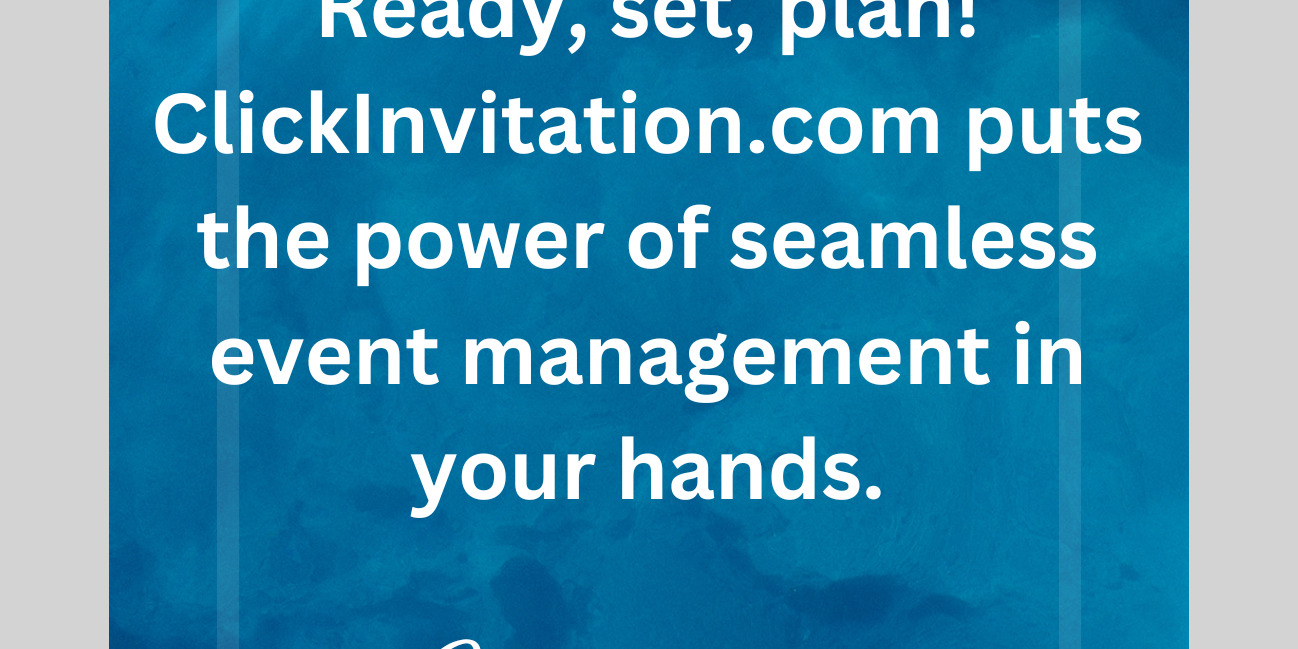 Ready, set, plan!
ClickInvitation.com puts
the power of seamless
event management in
your hands.